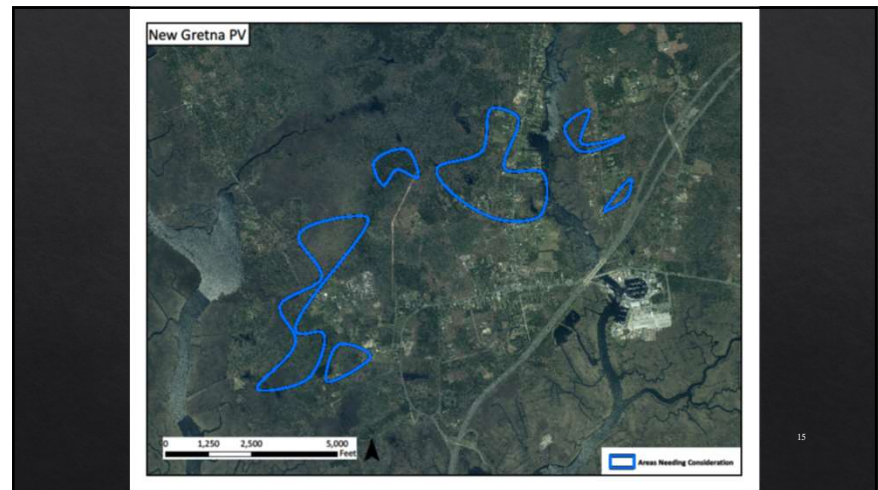 New Gretna PV
0 1,250 2,500 5,000
Feet
Areas Needing Consideration
15